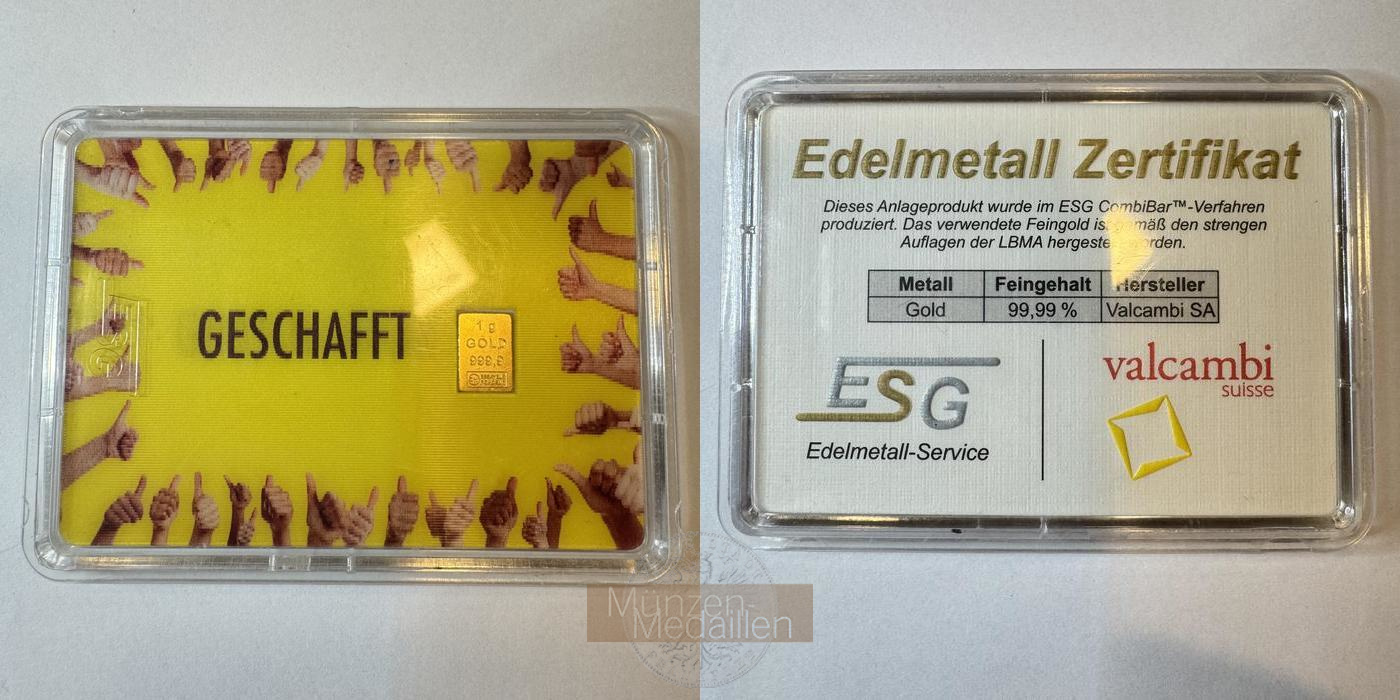 GESCHAFFT
1 g
GOLD
999,9
ESG
Edelmetall Zertifikat
Dieses Anlageprodukt wurde im ESG CombiBar™-Verfahren
produziert. Das verwendete Feingold ist gemäß den strengen
Auflagen der LBMA hergestellt worden.
Metall Feingehalt Hersteller
Gold 99,99 % Valcambi SA
ESG
Edelmetall-Service
valcambi
suisse
Münzen-
Medaillen